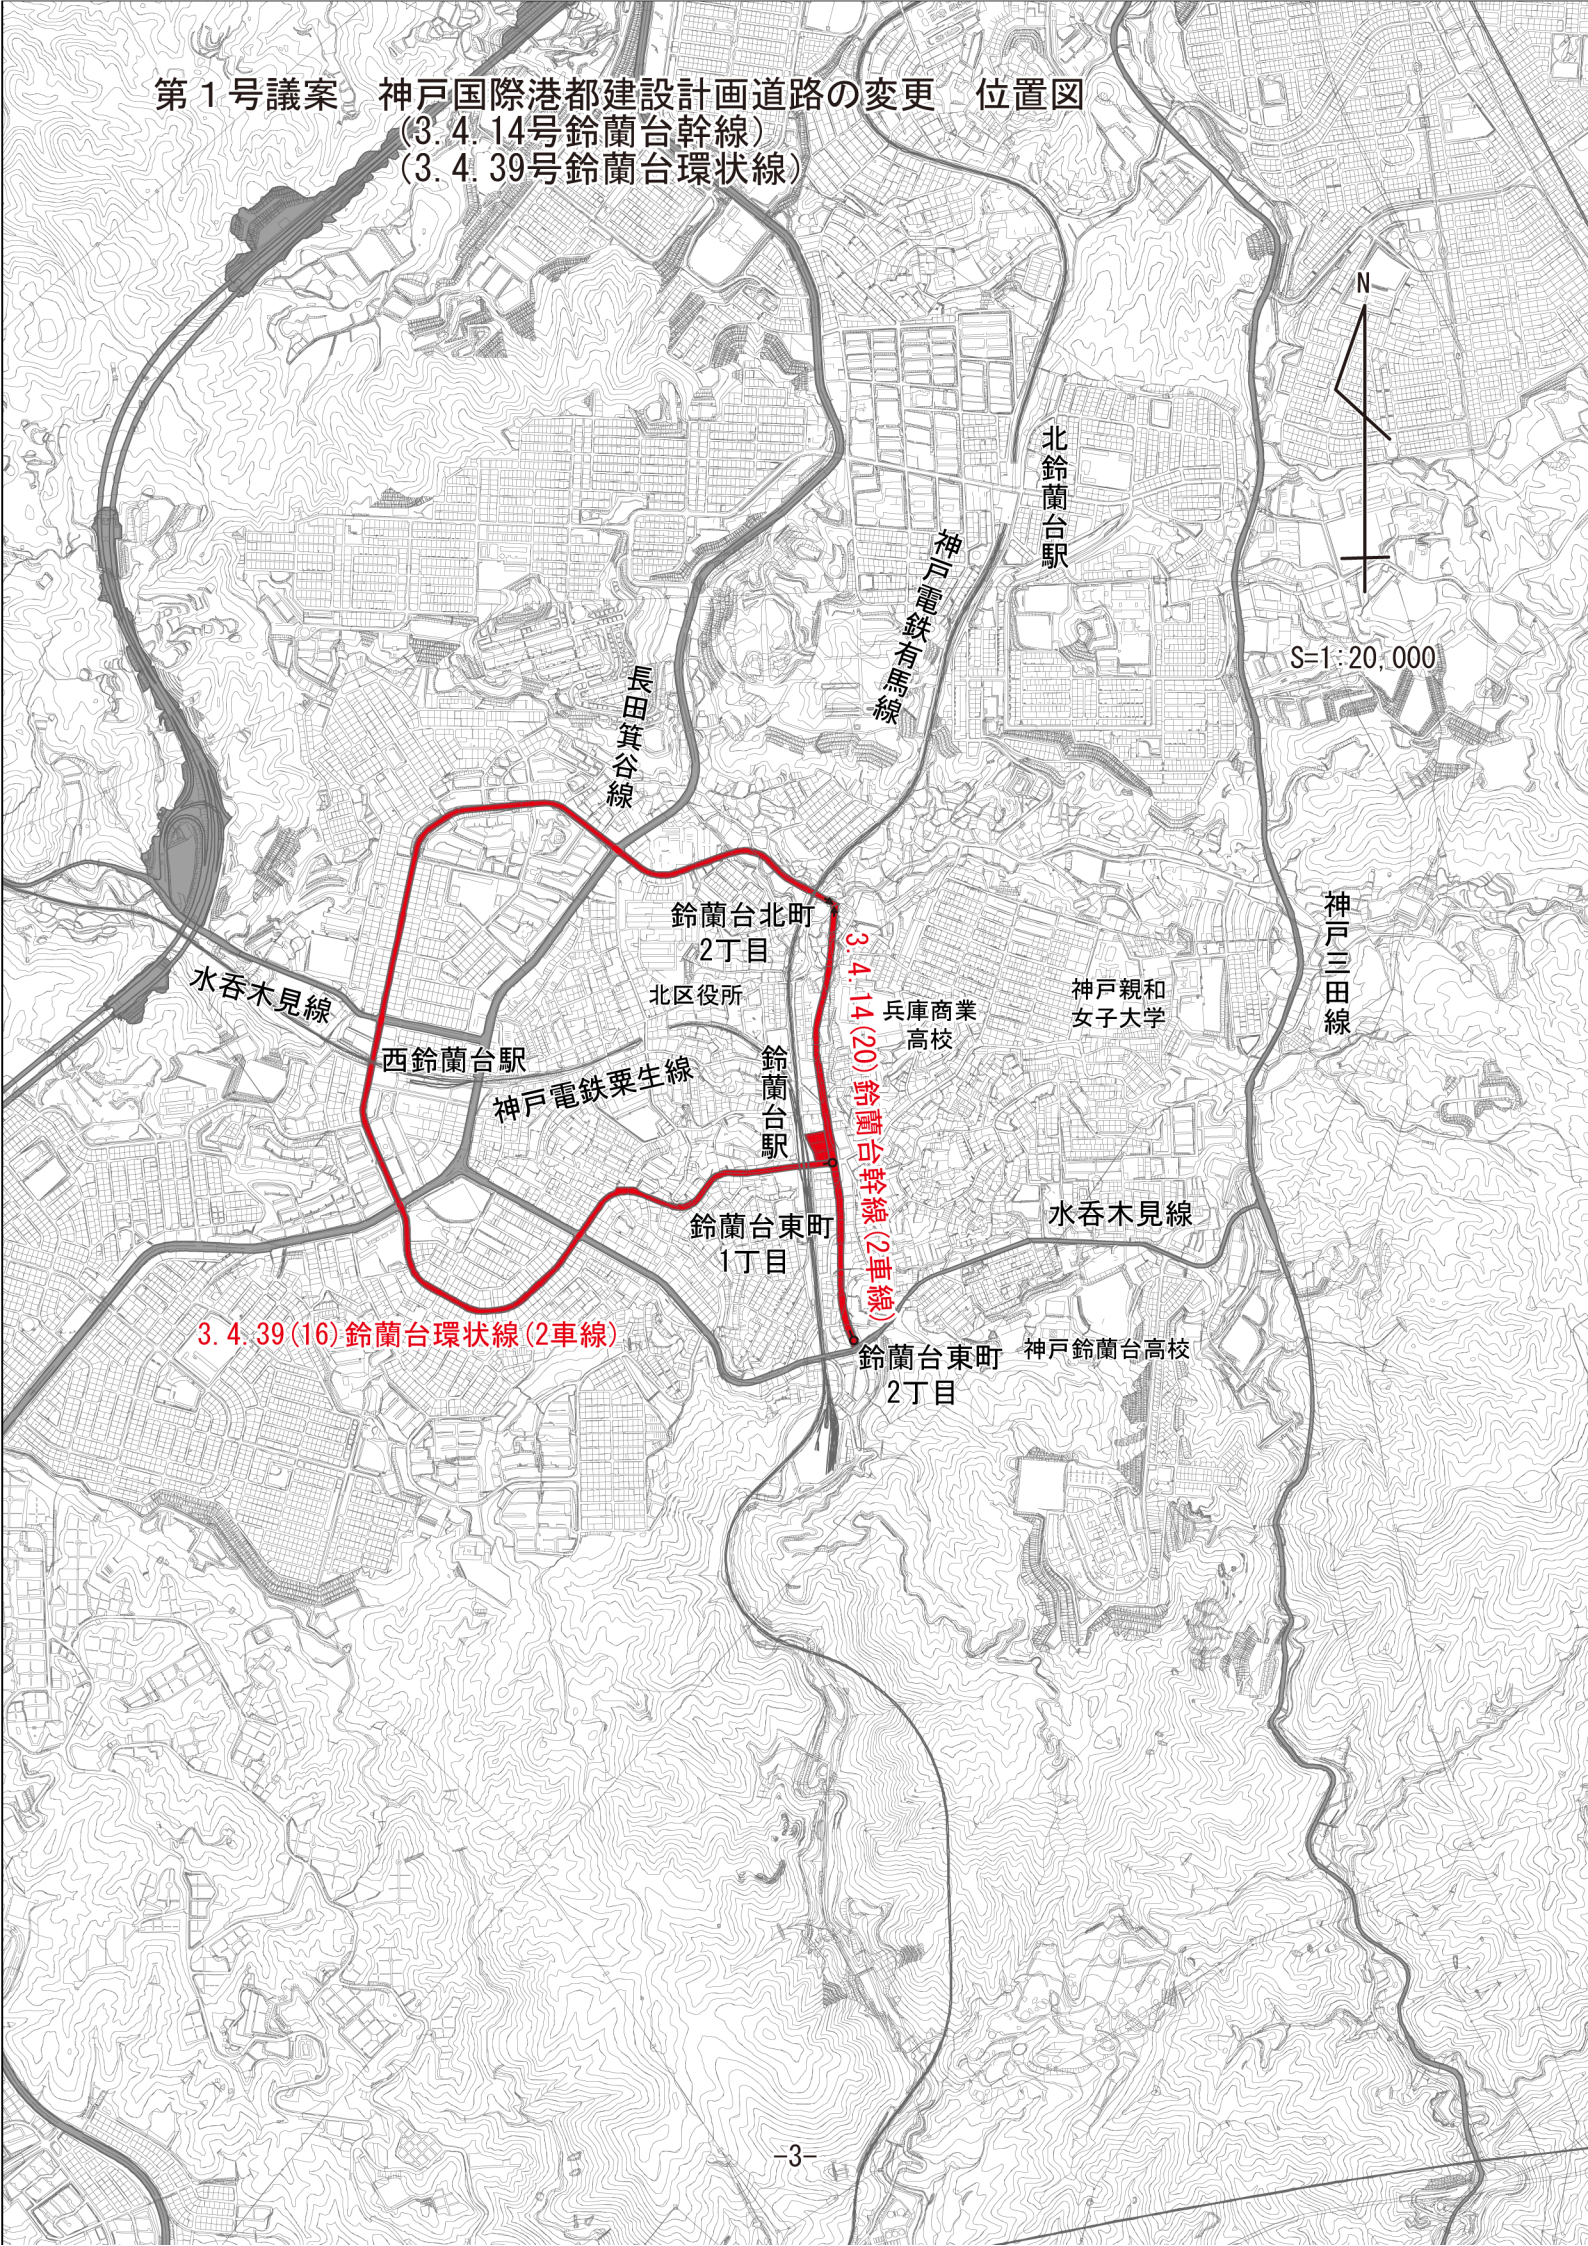 第１号議案　神戸国際港都建設計画道路の変更　位置図
(3.4.14号鈴蘭台幹線)
(3.4.39号鈴蘭台環状線)
N
北鈴蘭台駅
神戸電鉄有馬線
S=1:20,000
長田箕谷線
鈴蘭台北町
2丁目
3.4.14(20)鈴蘭台幹線(2車線)
神戸三田線
水呑木見線
北区役所
兵庫商業
高校
神戸親和
女子大学
西鈴蘭台駅
神戸電鉄粟生線
鈴蘭台駅
鈴蘭台東町
1丁目
水呑木見線
3.4.39(16)鈴蘭台環状線(2車線)
鈴蘭台東町
2丁目
神戸鈴蘭台高校
-3-